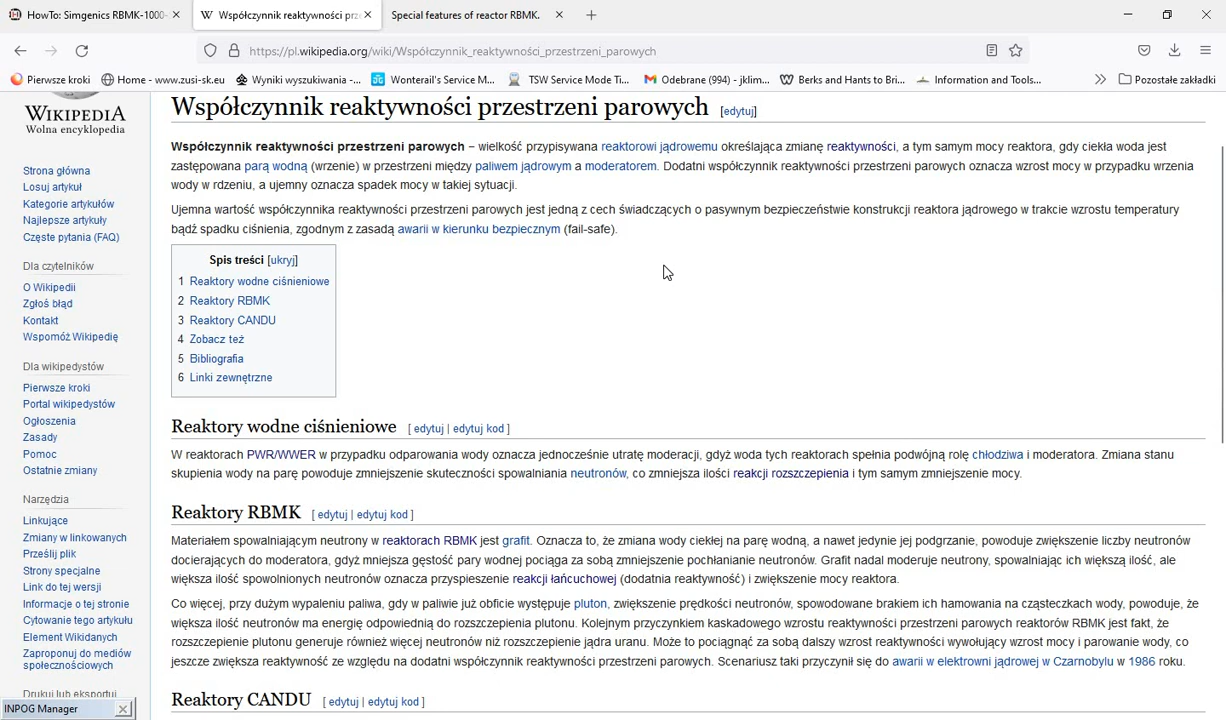 HowTo: Simgenics RBMK-1000-
Współczynnik reaktywności prze
Special features of reactor RBMK.
https://pl.wikipedia.org/wiki/Współczynnik_reaktywności_przestrzeni_parowych
Pierwsze kroki
Home - www.zusi-sk.eu
Wyniki wyszukiwania -...
Wonterail's Service M...
TSW Service Mode Ti...
Odebrane (994) - jklim...
Berks and Hants to Bri...
Information and Tools...
Pozostałe zakładki
WIKIPEDIA
Wolna encyklopedia
Strona główna
Losuj artykuł
Kategorie artykułów
Najlepsze artykuły
Częste pytania (FAQ)
Dla czytelników
O Wikipedii
Zgłoś błąd
Kontakt
Wspomóż Wikipedię
Dla wikipedystów
Pierwsze kroki
Portal wikipedystów
Ogłoszenia
Zasady
Pomoc
Ostatnie zmiany
Narzędzia
Linkujące
Zmiany w linkowanych
Prześlij plik
Strony specjalne
Link do tej wersji
Informacje o tej stronie
Cytowanie tego artykułu
Element Wikidanych
Zaproponuj do mediów
społecznościowych
Drukuj lub eksportuj
INPOG Manager
Współczynnik reaktywności przestrzeni parowych [edytuj]
Współczynnik reaktywności przestrzeni parowych – wielkość przypisywana reaktorowi jądrowemu określająca zmianę reaktywności, a tym samym mocy reaktora, gdy ciekła woda jest
zastępowana parą wodną (wrzenie) w przestrzeni między paliwem jądrowym a moderatorem. Dodatni współczynnik reaktywności przestrzeni parowych oznacza wzrost mocy w przypadku wrzenia
wody w rdzeniu, a ujemny oznacza spadek mocy w takiej sytuacji.
Ujemna wartość współczynnika reaktywności przestrzeni parowych jest jedną z cech świadczących o pasywnym bezpieczeństwie konstrukcji reaktora jądrowego w trakcie wzrostu temperatury
bądź spadku ciśnienia, zgodnym z zasadą awarii w kierunku bezpiecznym (fail-safe).
Spis treści [ukryj]
1 Reaktory wodne ciśnieniowe
2 Reaktory RBMK
3 Reaktory CANDU
4 Zobacz też
5 Bibliografia
6 Linki zewnętrzne
Reaktory wodne ciśnieniowe [ edytuj | edytuj kod ]
W reaktorach PWR/WWER w przypadku odparowania wody oznacza jednocześnie utratę moderacji, gdyż woda tych reaktorach spełnia podwójną rolę chłodziwa i moderatora. Zmiana stanu
skupienia wody na parę powoduje zmniejszenie skuteczności spowalniania neutronów, co zmniejsza ilości reakcji rozszczepienia i tym samym zmniejszenie mocy.
Reaktory RBMK [ edytuj | edytuj kod ]
Materiałem spowalniającym neutrony w reaktorach RBMK jest grafit. Oznacza to, że zmiana wody ciekłej na parę wodną, a nawet jedynie jej podgrzanie, powoduje zwiększenie liczby neutronów
docierających do moderatora, gdyż mniejsza gęstość pary wodnej pociąga za sobą zmniejszenie pochłanianie neutronów. Grafit nadal moderuje neutrony, spowalniając ich większą ilość, ale
większa ilość spowolnionych neutronów oznacza przyspieszenie reakcji łańcuchowej (dodatnia reaktywność) i zwiększenie mocy reaktora.
Co więcej, przy dużym wypaleniu paliwa, gdy w paliwie już obficie występuje pluton, zwiększenie prędkości neutronów, spowodowane brakiem ich hamowania na cząsteczkach wody, powoduje, że
większa ilość neutronów ma energię odpowiednią do rozszczepienia plutonu. Kolejnym przyczynkiem kaskadowego wzrostu reaktywności przestrzeni parowych reaktorów RBMK jest fakt, że
rozszczepienie plutonu generuje również więcej neutronów niż rozszczepienie jądra uranu. Może to pociągnąć za sobą dalszy wzrost reaktywności wywołujący wzrost mocy i parowanie wody, co
jeszcze zwiększa reaktywność ze względu na dodatni współczynnik reaktywności przestrzeni parowych. Scenariusz taki przyczynił się do awarii w elektrowni jądrowej w Czarnobylu w 1986 roku.
Reaktory CANDU [ edytuj | edytuj kod ]